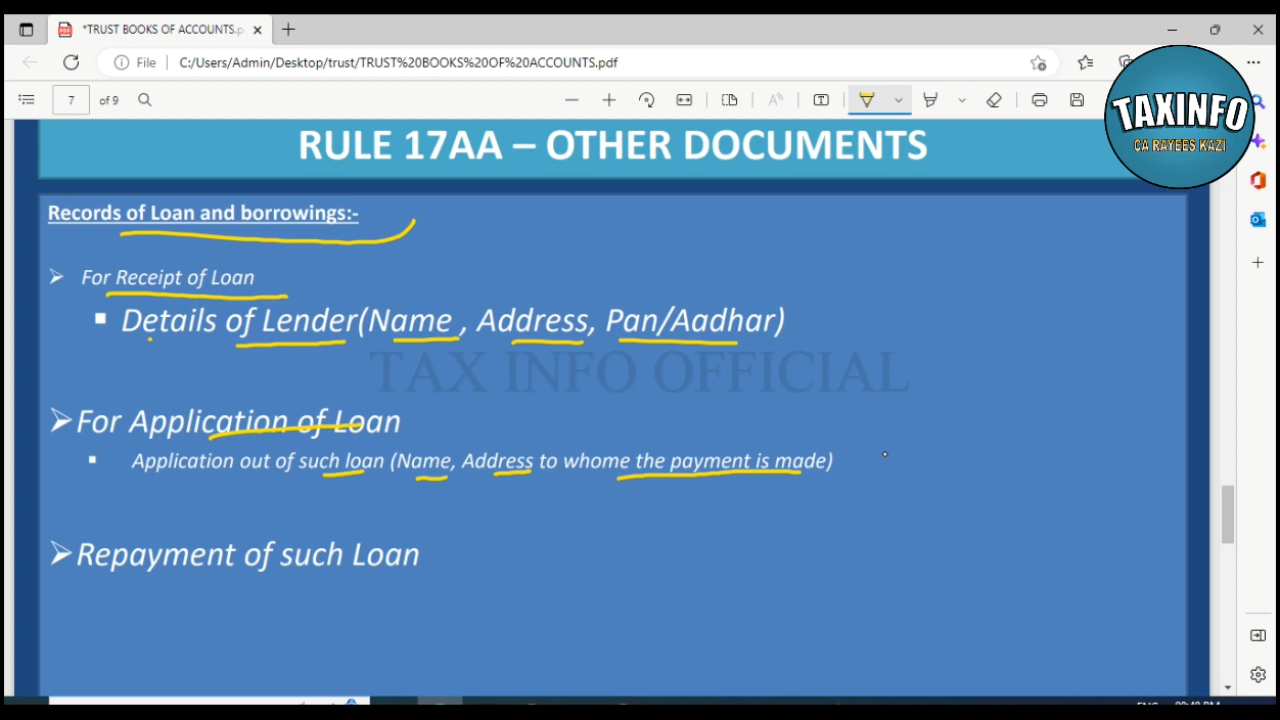 *TRUST BOOKS OF ACCOUNTS.p
File
C:/Users/Admin/Desktop/trust/TRUST%20BOOKS%20OF%20ACCOUNTS.pdf
7 of 9
TAXINFO
CA RAYEES KAZI
RULE 17AA – OTHER DOCUMENTS
Records of Loan and borrowings:-
For Receipt of Loan
Details of Lender(Name , Address, Pan/Aadhar)
TAX INFO OFFICIAL
For Application of Loan
Application out of such loan (Name, Address to whome the payment is made)
Repayment of such Loan